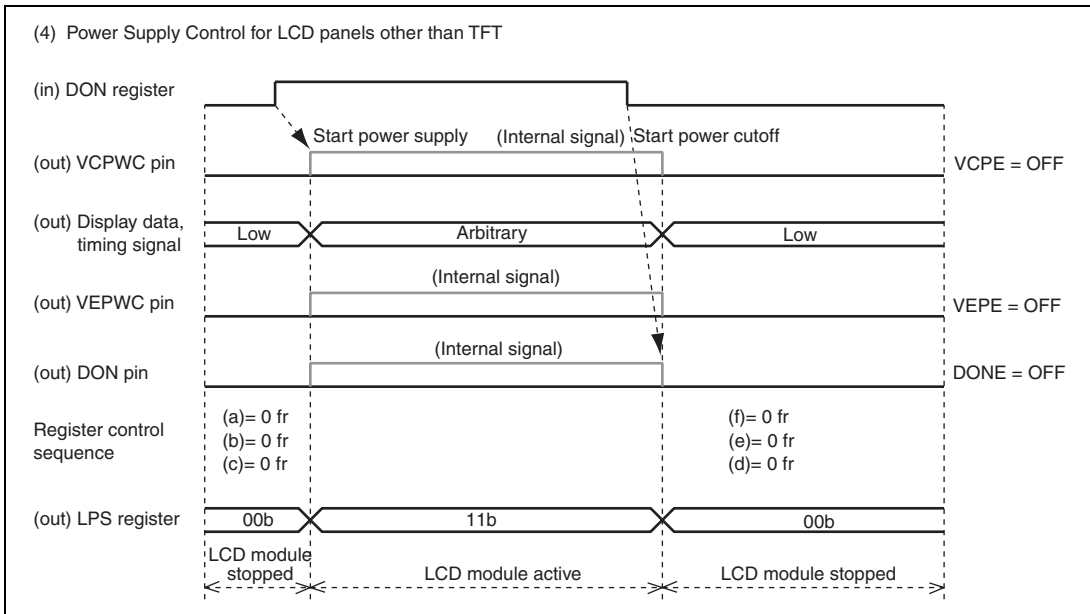 (4) Power Supply Control for LCD panels other than TFT
(in) DON register
Start power supply
(Internal signal)
Start power cutoff
(out) VCPWC pin
VCPE = OFF
(out) Display data,
timing signal
Low
Arbitrary
Low
(Internal signal)
(out) VEPWC pin
VEPE = OFF
(Internal signal)
(out) DON pin
DONE = OFF
Register control
sequence
(a)= 0 fr
(b)= 0 fr
(c)= 0 fr
(f)= 0 fr
(e)= 0 fr
(d)= 0 fr
(out) LPS register
00b
11b
00b
LCD module
stopped
LCD module active
LCD module stopped